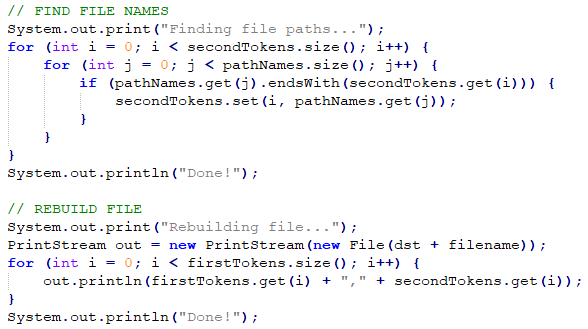 // FIND FILE NAMES
System.out.print("Finding file paths...");
for (int i = 0; i < secondTokens.size(); i++) {
    for (int j = 0; j < pathNames.size(); j++) {
        if (pathNames.get(j).endsWith(secondTokens.get(i))) {
            secondTokens.set(i, pathNames.get(j));
        }
    }
}
System.out.println("Done!");

// REBUILD FILE
System.out.print("Rebuilding file...");
PrintStream out = new PrintStream(new File(dst + filename));
for (int i = 0; i < firstTokens.size(); i++) {
    out.println(firstTokens.get(i) + "," + secondTokens.get(i));
}
System.out.println("Done!");